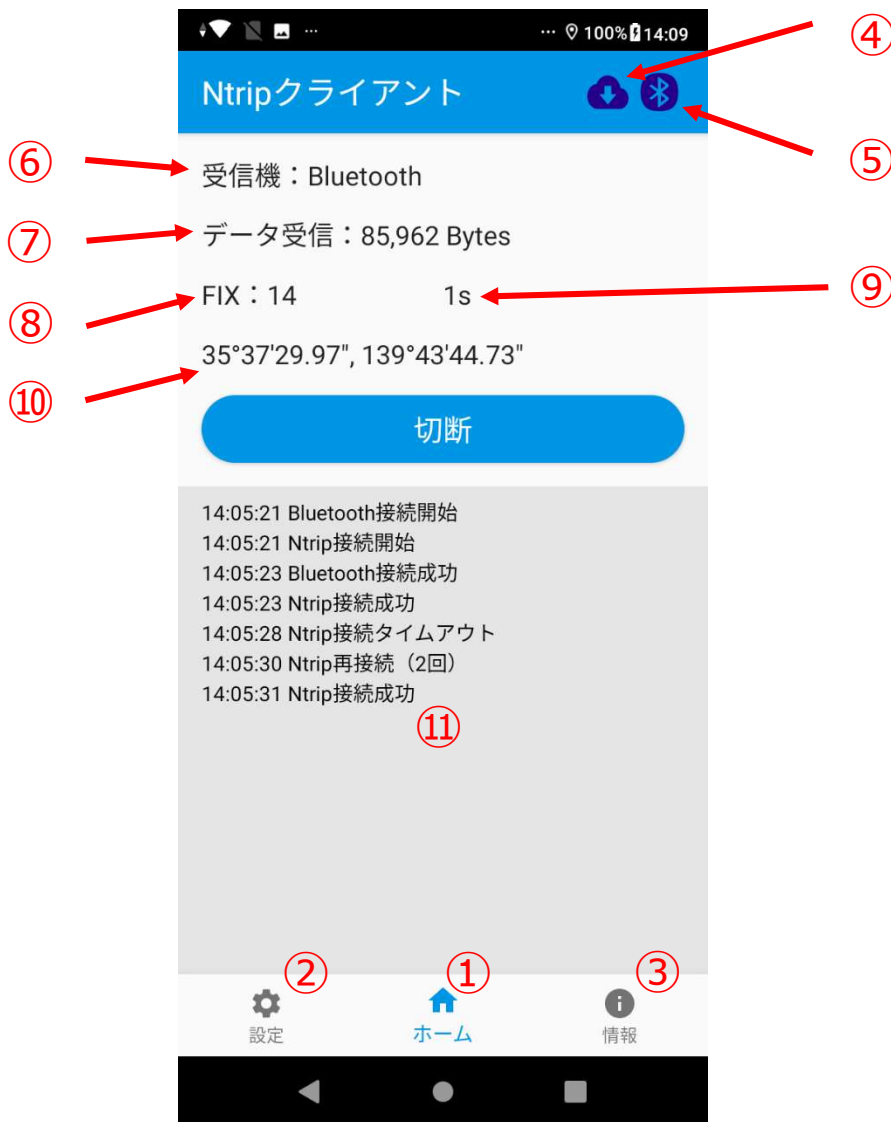 … … 100% 14:09
④
Ntripクライアント
⑤
⑥
受信機：Bluetooth
⑦
データ受信：85,962 Bytes
⑧
FIX：14 1s
⑨
35°37'29.97", 139°43'44.73"
⑩
切断
14:05:21 Bluetooth接続開始
14:05:21 Ntrip接続開始
14:05:23 Bluetooth接続成功
14:05:23 Ntrip接続成功
14:05:28 Ntrip接続タイムアウト
14:05:30 Ntrip再接続（2回）
14:05:31 Ntrip接続成功
⑪
② ① ③
設定 ホーム 情報